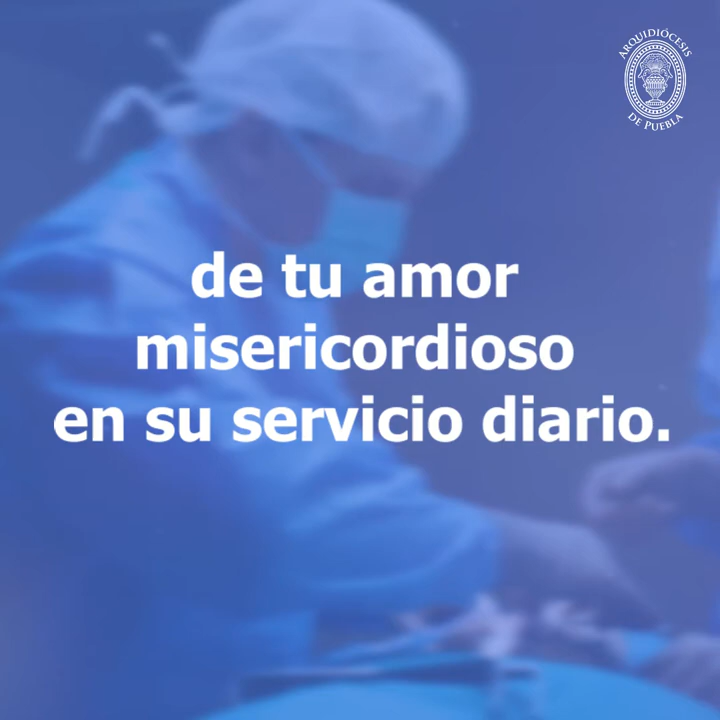 ARQUIDIÓCESIS
DE PUEBLA
de tu amor
misericordioso
en su servicio diario.